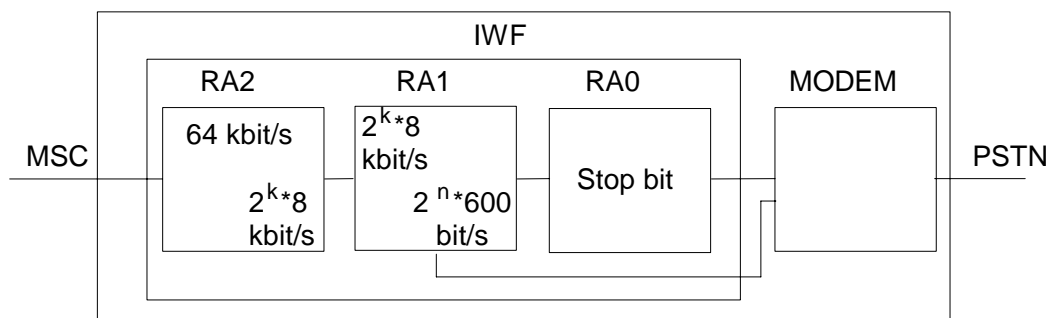 IWF
RA2 RA1 RA0 MODEM
MSC
64 kbit/s
2^k*8
kbit/s
2^k*8
kbit/s
2^n*600
bit/s
Stop bit
PSTN